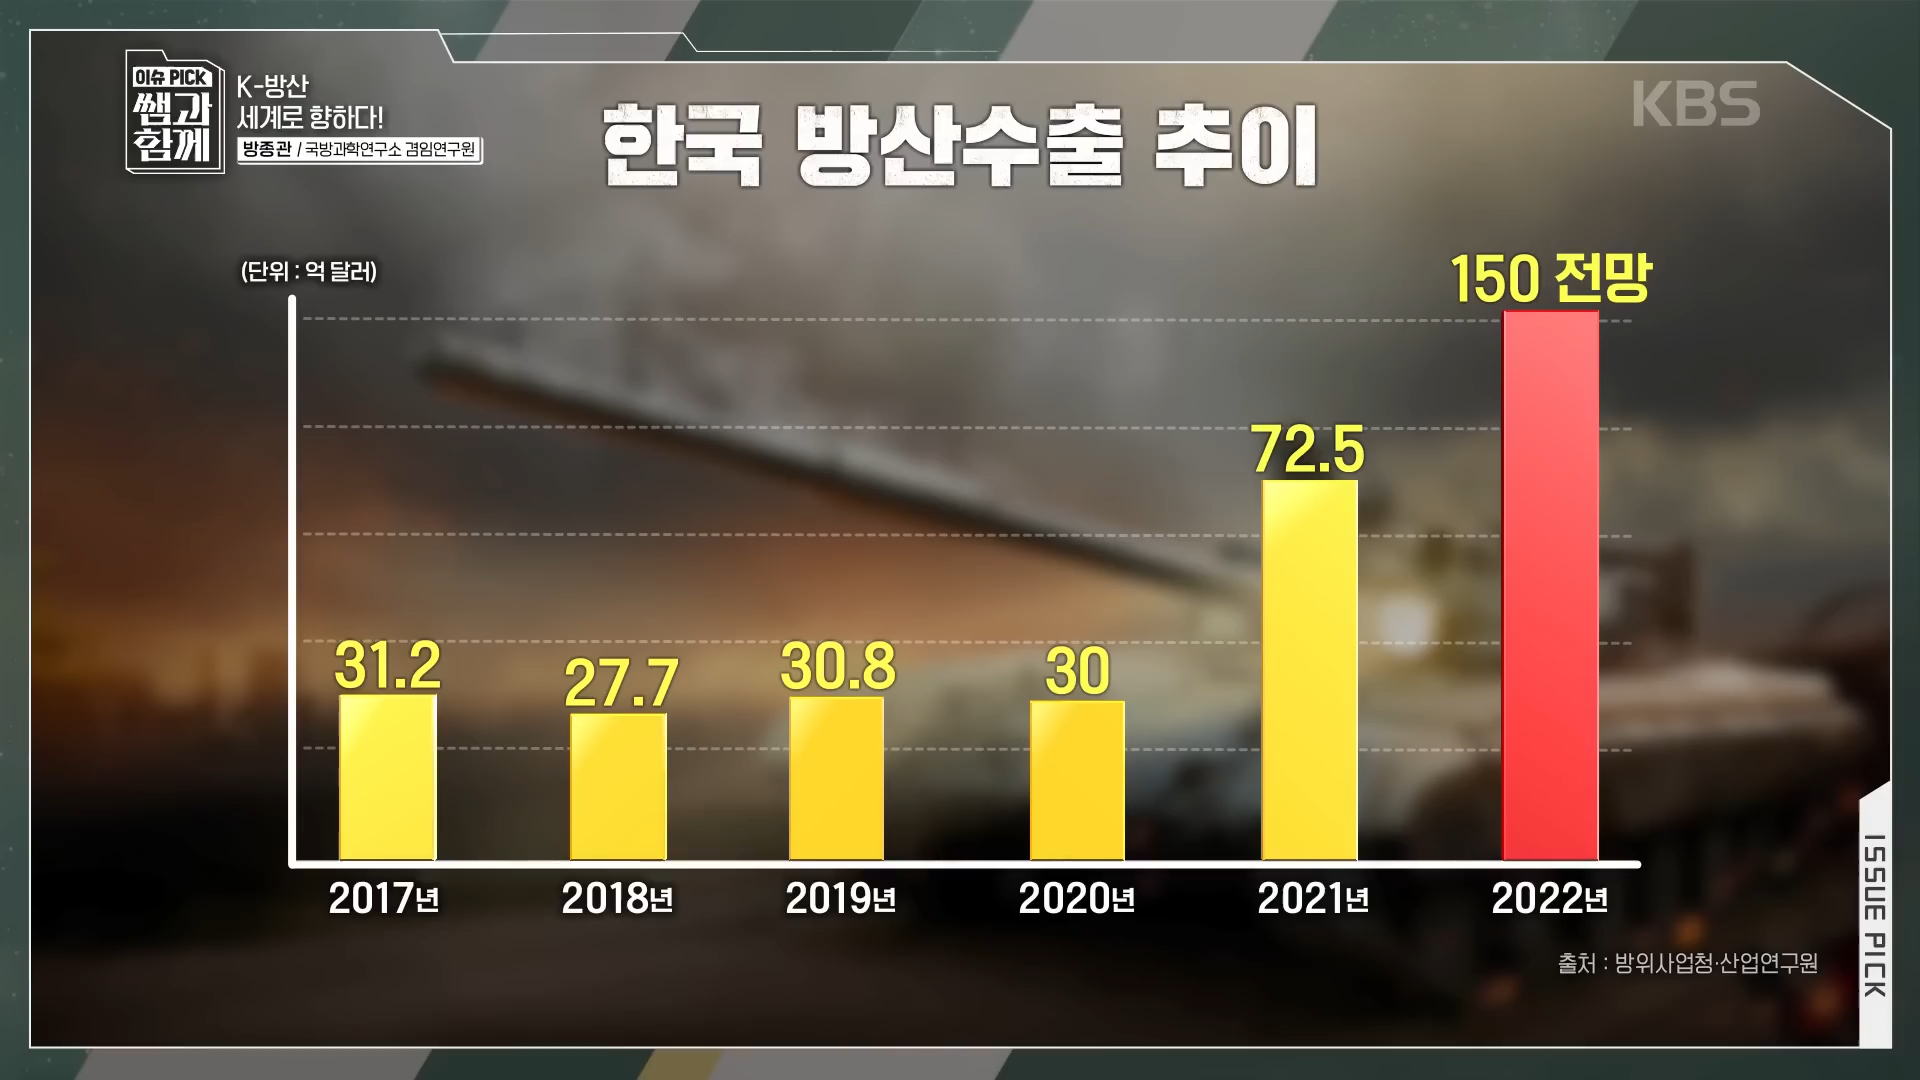 이슈 PICK
쌤과
함께
K-방산
세계로 향하다!
방종관 / 국방과학연구소 겸임연구원
한국 방산수출 추이
KBS
(단위 : 억 달러)
150 전망
72.5
31.2
27.7
30.8
30
2017년
2018년
2019년
2020년
2021년
2022년
출처 : 방위사업청·산업연구원
ISSUE PICK